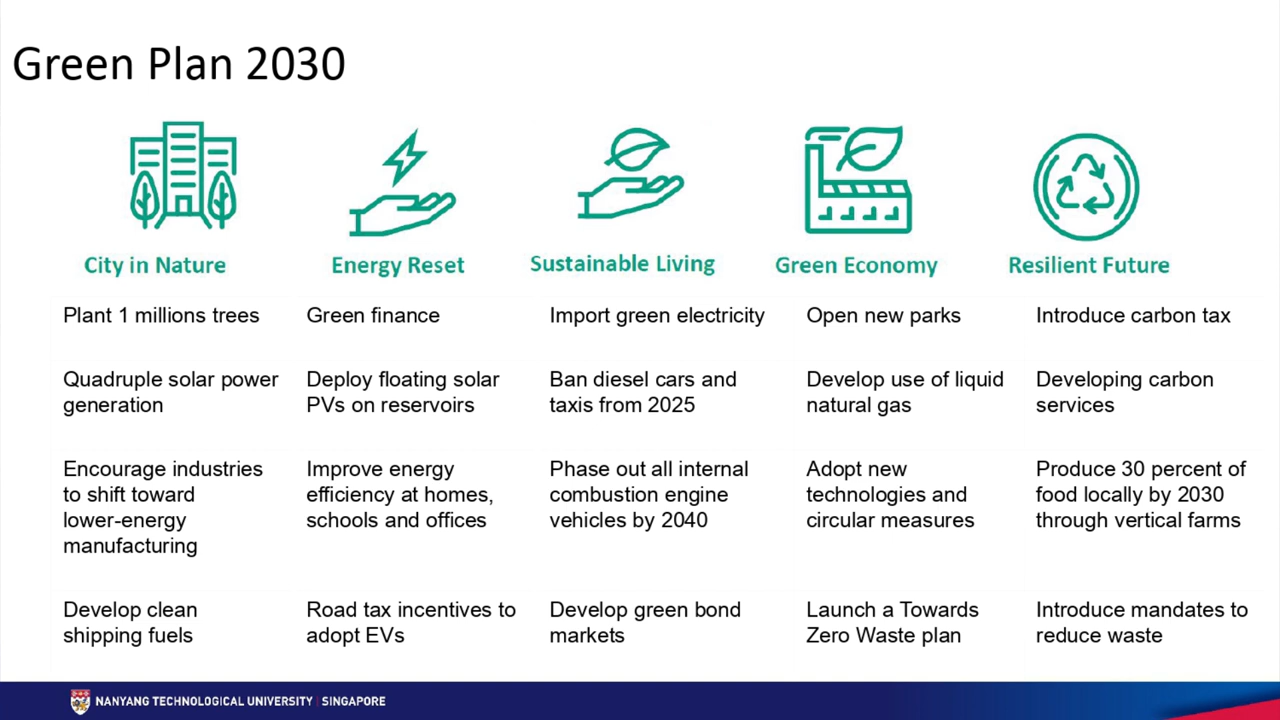 Green Plan 2030
City in Nature
Energy Reset
Sustainable Living
Green Economy
Resilient Future
Plant 1 millions trees
Green finance
Import green electricity
Open new parks
Introduce carbon tax
Quadruple solar power
generation
Deploy floating solar
PVs on reservoirs
Ban diesel cars and
taxis from 2025
Develop use of liquid
natural gas
Developing carbon
services
Encourage industries
to shift toward
lower-energy
manufacturing
Improve energy
efficiency at homes,
schools and offices
Phase out all internal
combustion engine
vehicles by 2040
Adopt new
technologies and
circular measures
Produce 30 percent of
food locally by 2030
through vertical farms
Develop clean
shipping fuels
Road tax incentives to
adopt EVs
Develop green bond
markets
Launch a Towards
Zero Waste plan
Introduce mandates to
reduce waste
NANYANG TECHNOLOGICAL UNIVERSITY | SINGAPORE